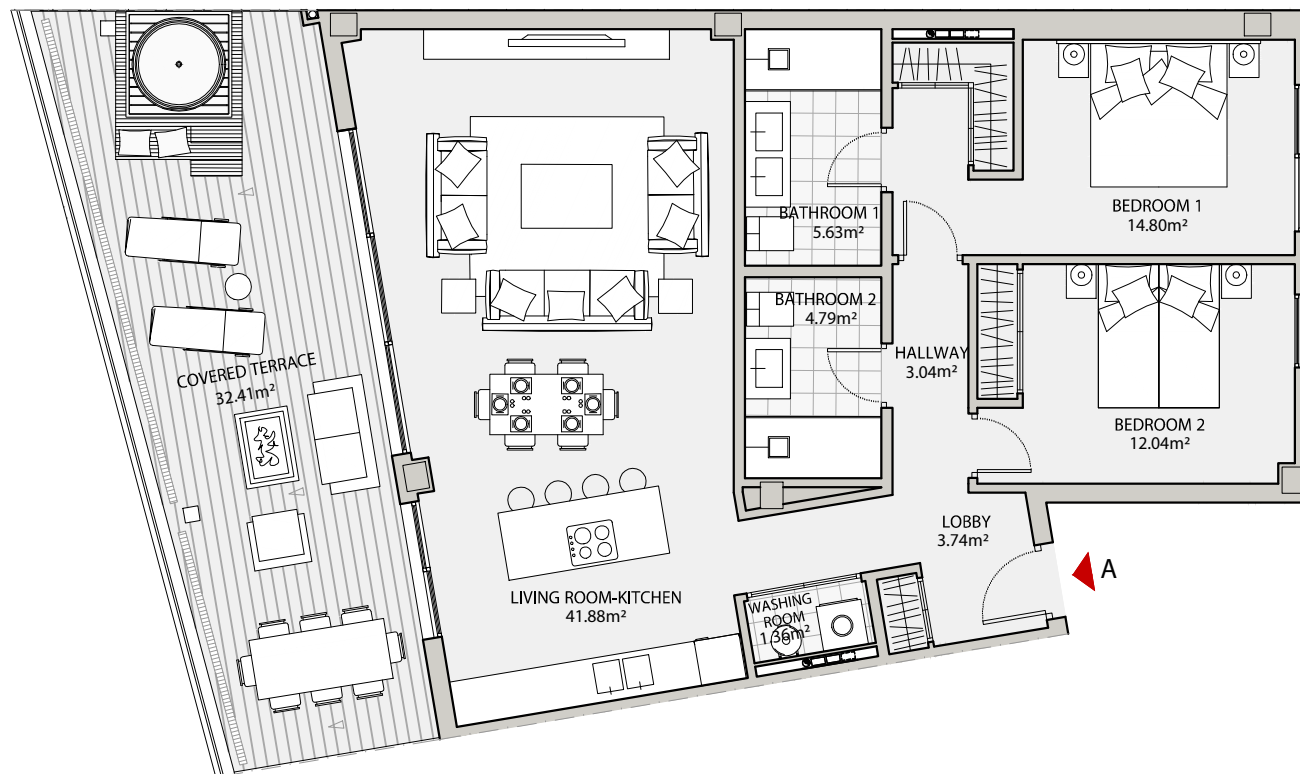 BATHROOM 1
5.63m²
BEDROOM 1
14.80m²
BATHROOM 2
4.79m²
HALLWAY
3.04m²
COVERED TERRACE
32.41m²
BEDROOM 2
12.04m²
LOBBY
3.74m²
A
LIVING ROOM-KITCHEN
41.88m²
WASHING
ROOM
1.36m²